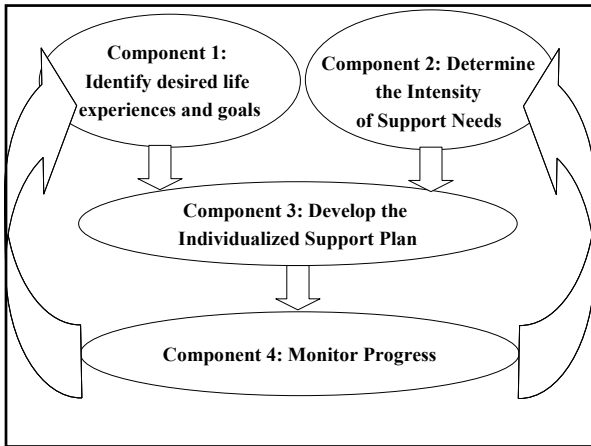 Component 1:
Identify desired life
experiences and goals
Component 2: Determine
the Intensity
of Support Needs
Component 3: Develop the
Individualized Support Plan
Component 4: Monitor Progress